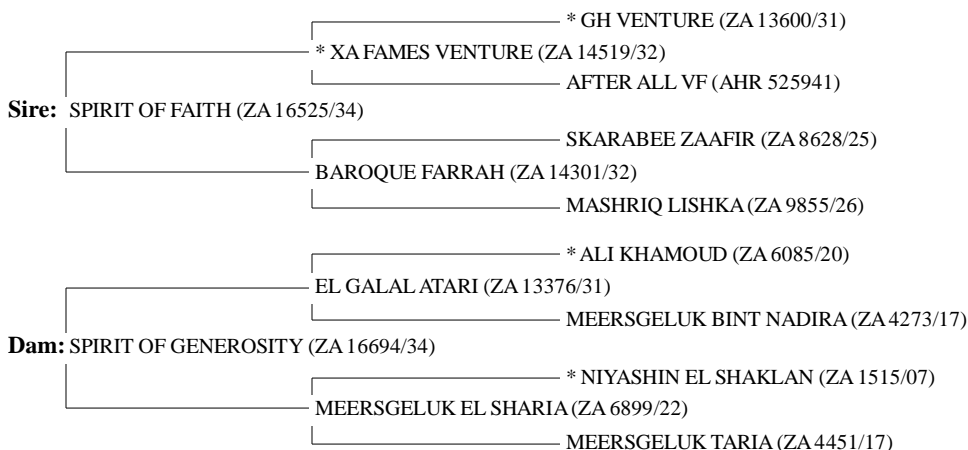 * GH VENTURE (ZA 13600/31)
* XA FAMES VENTURE (ZA 14519/32)
AFTER ALL VF (AHR 525941)
Sire: SPIRIT OF FAITH (ZA 16525/34)
SKARABEE ZAAFIR (ZA 8628/25)
BAROQUE FARRAH (ZA 14301/32)
MASHRIQ LISHKA (ZA 9855/26)
* ALI KHAMOUD (ZA 6085/20)
EL GALAL ATARI (ZA 13376/31)
MEERSGELUK BINT NADIRA (ZA 4273/17)
Dam: SPIRIT OF GENEROSITY (ZA 16694/34)
* NIYASHIN EL SHAKLAN (ZA 1515/07)
MEERSGELUK EL SHARIA (ZA 6899/22)
MEERSGELUK TARIA (ZA 4451/17)